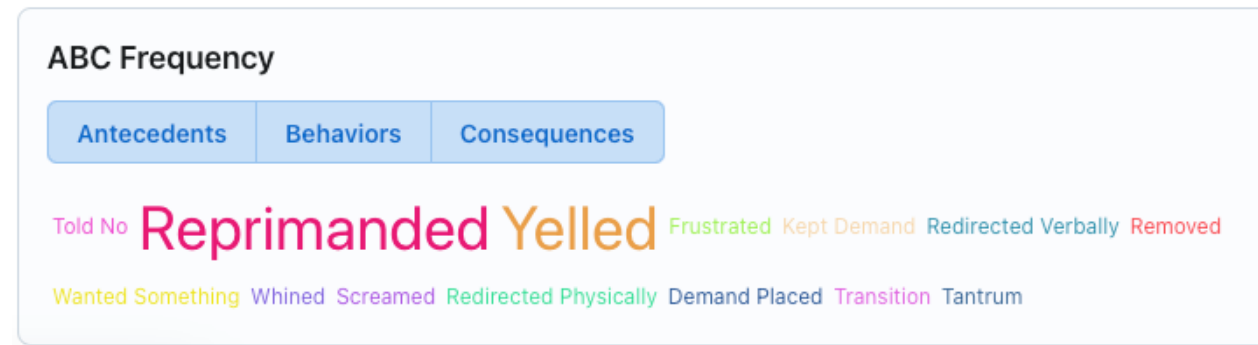 ABC Frequency
Antecedents Behaviors Consequences
Told No Reprimanded Yelled Frustrated Kept Demand Redirected Verbally Removed
Wanted Something Whined Screamed Redirected Physically Demand Placed Transition Tantrum